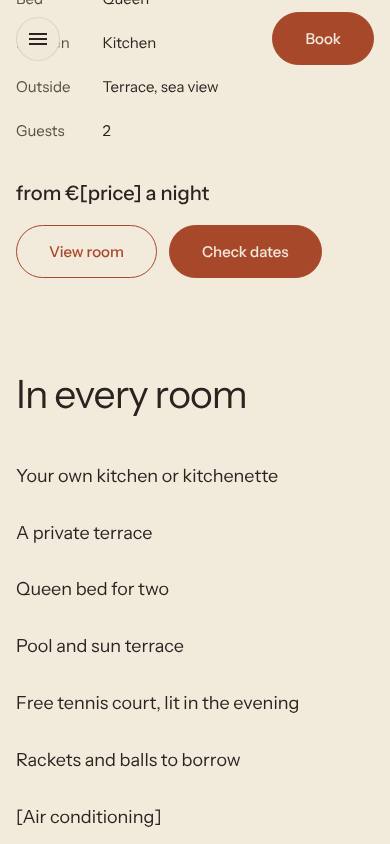 Queen
Kitchen
Book
Outside
Terrace, sea view
Guests
2
from €[price] a night
View room
Check dates
In every room
Your own kitchen or kitchenette
A private terrace
Queen bed for two
Pool and sun terrace
Free tennis court, lit in the evening
Rackets and balls to borrow
[Air conditioning]